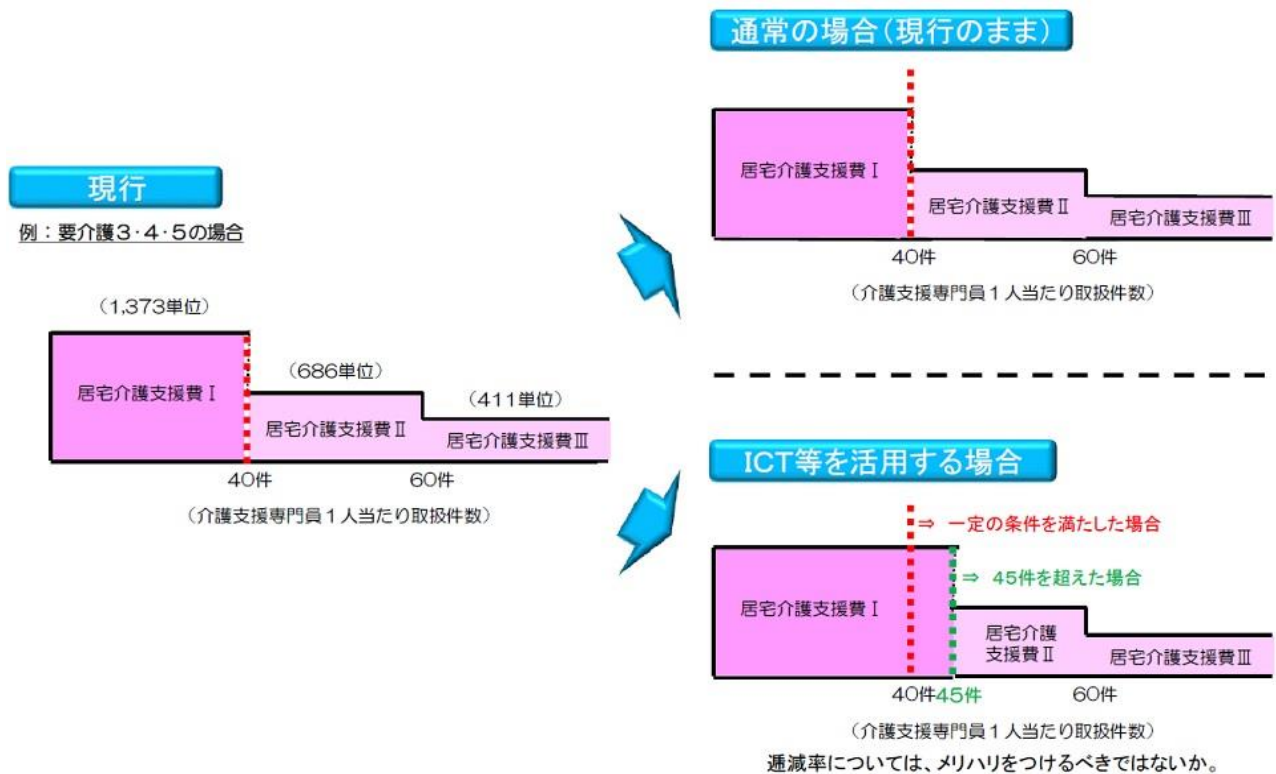 現行
例：要介護３・４・５の場合
（1,373単位）
（686単位）
（411単位）
居宅介護支援費Ⅰ
居宅介護支援費Ⅱ
居宅介護支援費Ⅲ
40件
60件
（介護支援専門員１人当たり取扱件数）
通常の場合（現行のまま）
居宅介護支援費Ⅰ
居宅介護支援費Ⅱ
居宅介護支援費Ⅲ
40件
60件
（介護支援専門員１人当たり取扱件数）
ICT等を活用する場合
⇒ 一定の条件を満たした場合
⇒ 45件を超えた場合
居宅介護支援費Ⅰ
居宅介護
支援費Ⅱ
居宅介護支援費Ⅲ
40件
45件
60件
（介護支援専門員１人当たり取扱件数）
逓減率については、メリハリをつけるべきではないか。